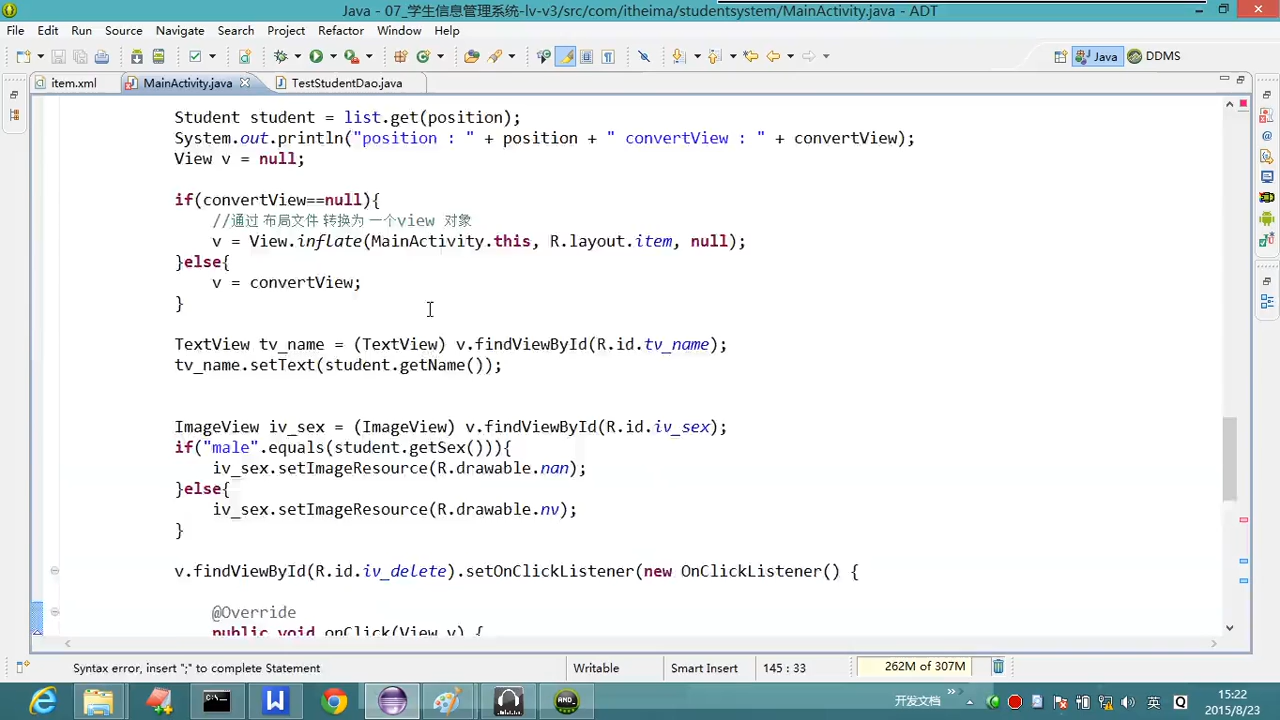 Java - 07_学生信息管理系统-lv-v3/src/com/itheima/studentsystem/MainActivity.java - ADT
File Edit Run Source Navigate Search Project Refactor Window Help
Java DDMS
item.xml MainActivity.java TestStudentDao.java
Student student = list.get(position);
System.out.println("position : " + position + " convertView : " + convertView);
View v = null;
if(convertView==null){
//通过 布局文件 转换为 一个view 对象
v = View.inflate(MainActivity.this, R.layout.item, null);
}else{
v = convertView;
}
TextView tv_name = (TextView) v.findViewById(R.id.tv_name);
tv_name.setText(student.getName());
ImageView iv_sex = (ImageView) v.findViewById(R.id.iv_sex);
if("male".equals(student.getSex())){
iv_sex.setImageResource(R.drawable.nan);
}else{
iv_sex.setImageResource(R.drawable.nv);
}
v.findViewById(R.id.iv_delete).setOnClickListener(new OnClickListener() {
@Override
public void onClick(View v) {
Syntax error, insert ";" to complete Statement Writable Smart Insert 145 : 33 262M of 307M
开发文档 英 15:22
2015/8/23